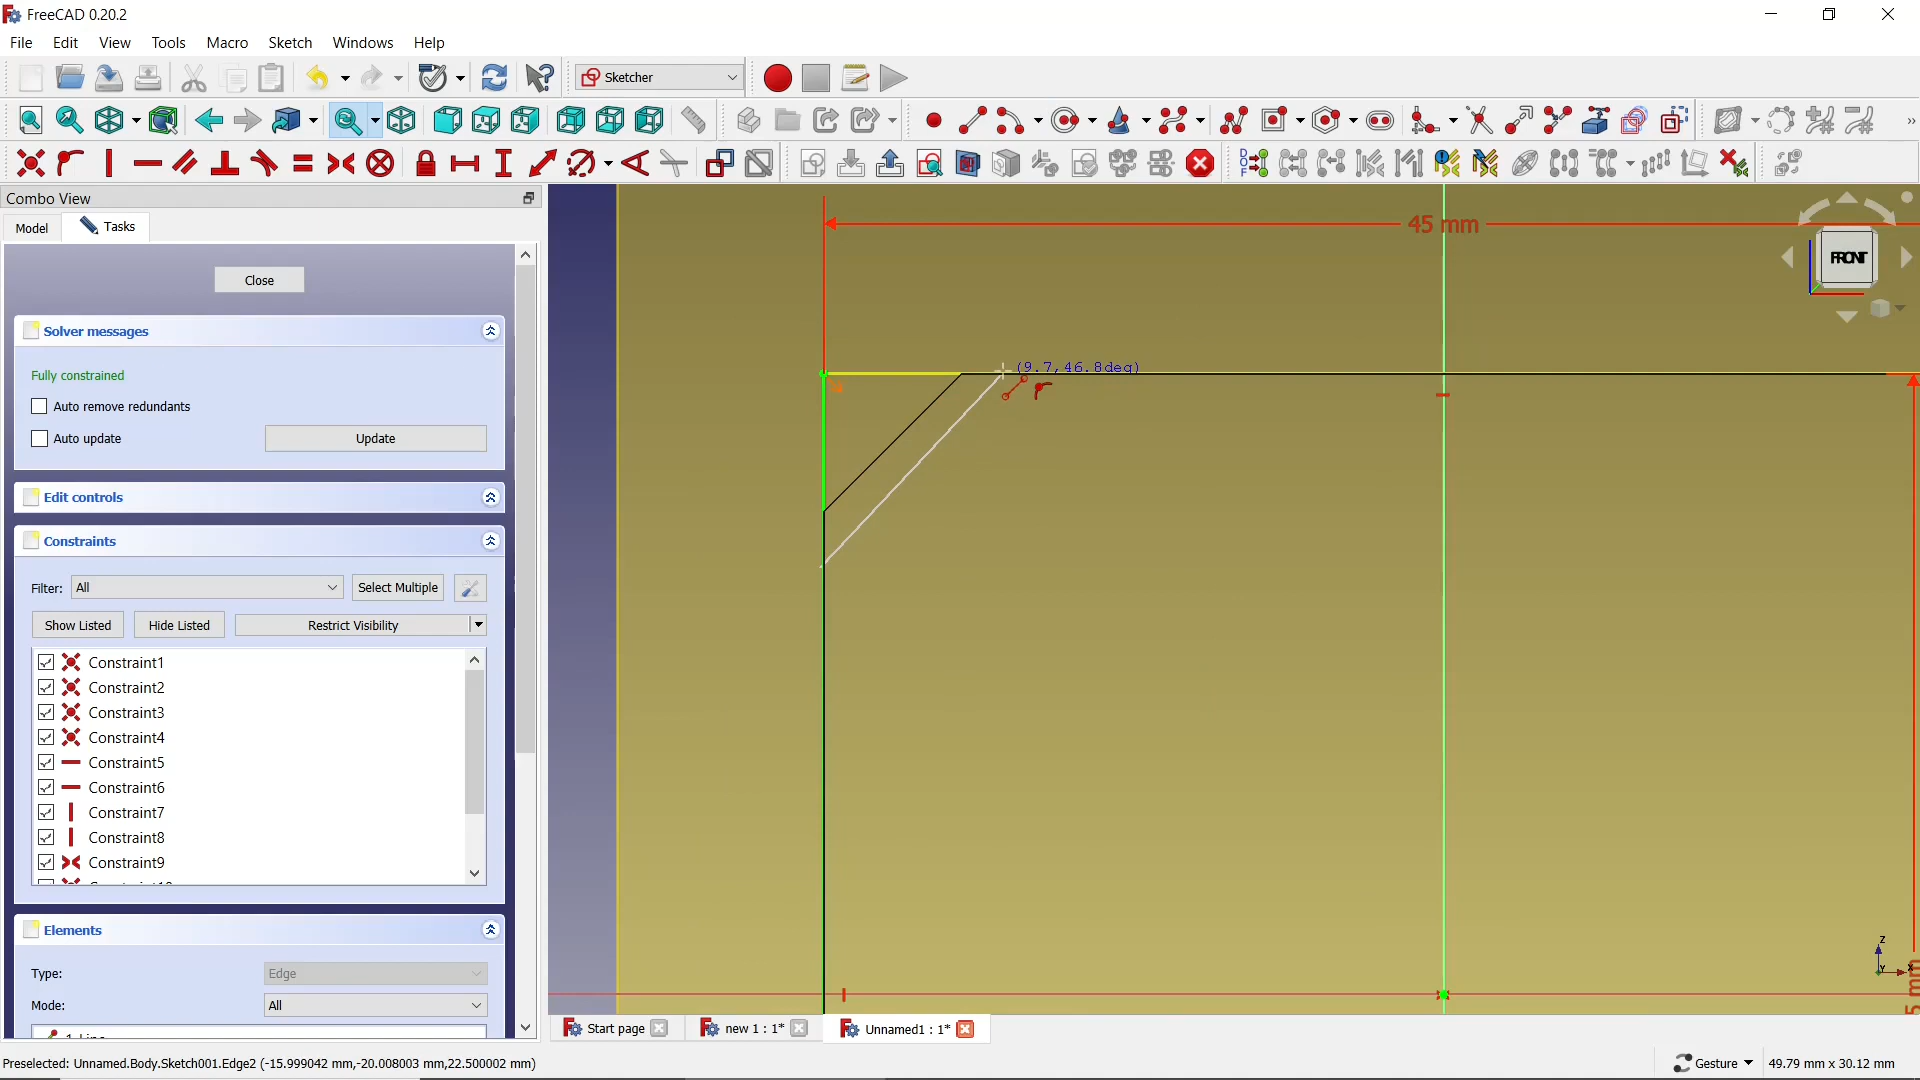 FreeCAD 0.20.2
File Edit View Tools Macro Sketch Windows Help
Sketcher
Combo View
Model Tasks
Close
Solver messages
Fully constrained
Auto remove redundants
Auto update Update
Edit controls
Constraints
Filter: All Select Multiple
Show Listed Hide Listed Restrict Visibility
Constraint1
Constraint2
Constraint3
Constraint4
Constraint5
Constraint6
Constraint7
Constraint8
Constraint9
Elements
Type: Edge
Mode: All
45 mm
(9.7,46.8deg)
FRONT
Z
Y
X
5 mm
Start page new 1 : 1* Unnamed1 : 1*
Preselected: Unnamed.Body.Sketch001.Edge2 (-15.999042 mm,-20.008003 mm,22.500002 mm)
Gesture 49.79 mm x 30.12 mm